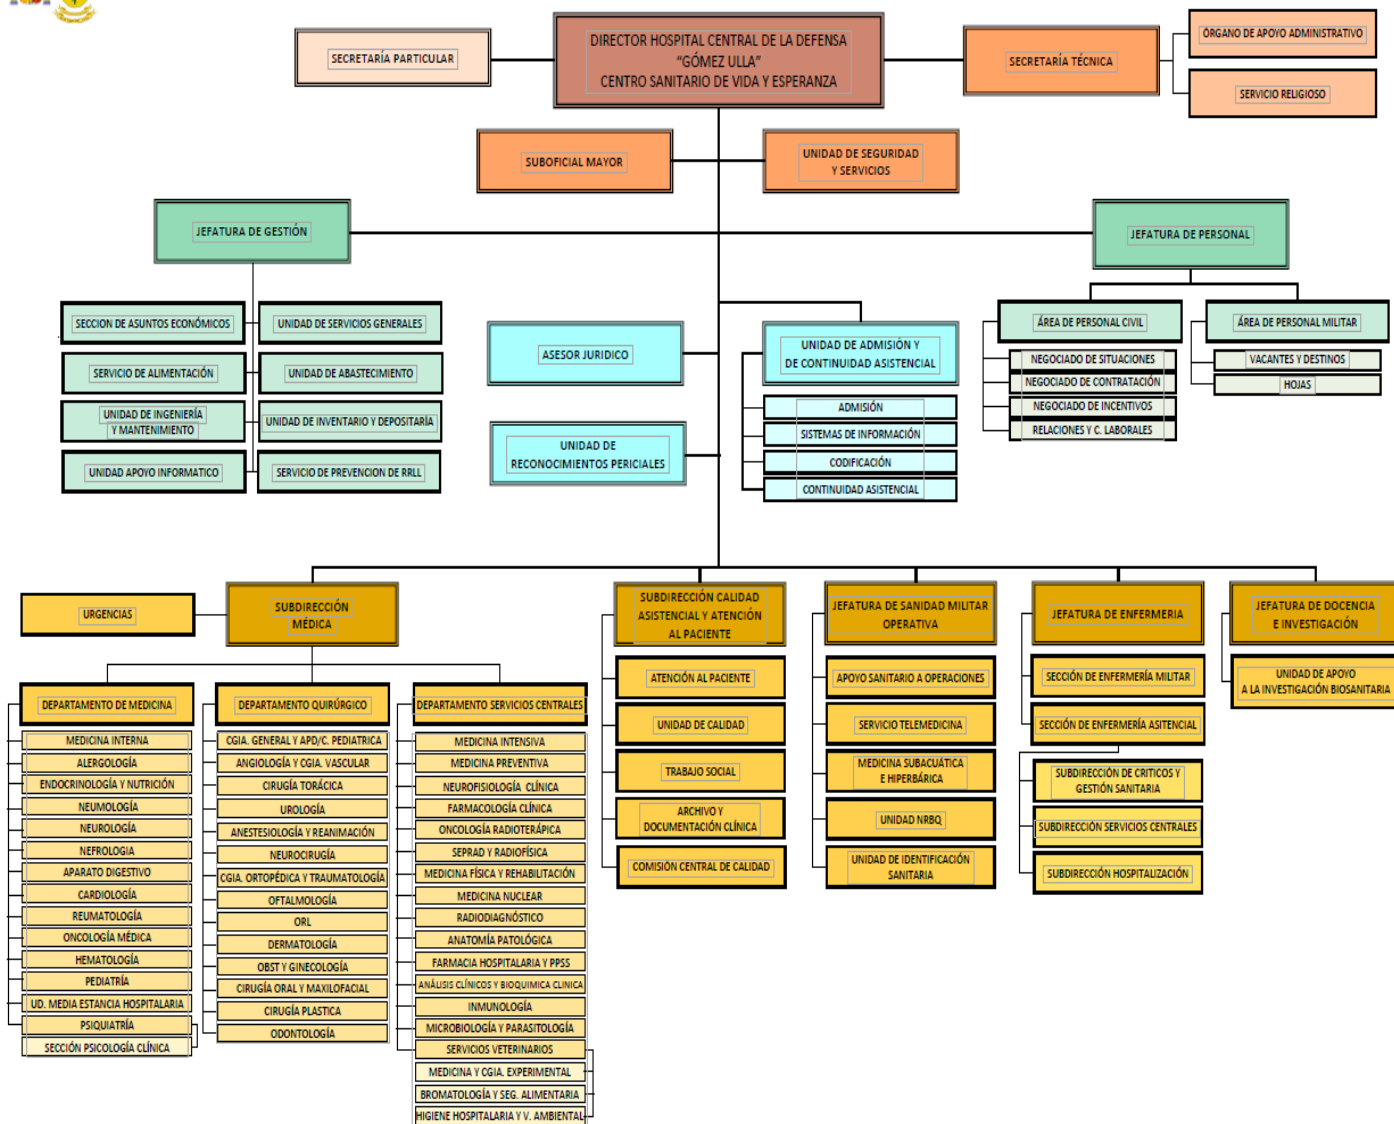 DIRECTOR HOSPITAL CENTRAL DE LA DEFENSA
“GÓMEZ ULLA”
CENTRO SANITARIO DE VIDA Y ESPERANZA
SECRETARÍA PARTICULAR
SECRETARÍA TÉCNICA
ÓRGANO DE APOYO ADMINISTRATIVO
SERVICIO RELIGIOSO
SUBOFICIAL MAYOR
UNIDAD DE SEGURIDAD
Y SERVICIOS
JEFATURA DE GESTIÓN
JEFATURA DE PERSONAL
SECCION DE ASUNTOS ECONÓMICOS
UNIDAD DE SERVICIOS GENERALES
SERVICIO DE ALIMENTACIÓN
UNIDAD DE ABASTECIMIENTO
UNIDAD DE INGENIERÍA
Y MANTENIMIENTO
UNIDAD DE INVENTARIO Y DEPOSITARÍA
UNIDAD APOYO INFORMATICO
SERVICIO DE PREVENCION DE RRLL
ASESOR JURIDICO
UNIDAD DE
RECONOCIMIENTOS PERICIALES
UNIDAD DE ADMISIÓN Y
DE CONTINUIDAD ASISTENCIAL
ADMISIÓN
SISTEMAS DE INFORMACIÓN
CODIFICACIÓN
CONTINUIDAD ASISTENCIAL
ÁREA DE PERSONAL CIVIL
NEGOCIADO DE SITUACIONES
NEGOCIADO DE CONTRATACIÓN
NEGOCIADO DE INCENTIVOS
RELACIONES Y C. LABORALES
ÁREA DE PERSONAL MILITAR
VACANTES Y DESTINOS
HOJAS
URGENCIAS
SUBDIRECCIÓN
MÉDICA
DEPARTAMENTO DE MEDICINA
MEDICINA INTERNA
ALERGOLOGÍA
ENDOCRINOLOGÍA Y NUTRICIÓN
NEUMOLOGÍA
NEUROLOGÍA
NEFROLOGIA
APARATO DIGESTIVO
CARDIOLOGÍA
REUMATOLOGÍA
ONCOLOGÍA MÉDICA
HEMATOLOGÍA
PEDIATRÍA
UD. MEDIA ESTANCIA HOSPITALARIA
PSIQUIATRÍA
SECCIÓN PSICOLOGÍA CLÍNICA
DEPARTAMENTO QUIRÚRGICO
CGIA. GENERAL Y APD/C. PEDIATRICA
ANGIOLOGÍA Y CGIA. VASCULAR
CIRUGÍA TORÁCICA
UROLOGÍA
ANESTESIOLOGÍA Y REANIMACIÓN
NEUROCIRUGÍA
CGIA. ORTOPÉDICA Y TRAUMATOLOGÍA
OFTALMOLOGÍA
ORL
DERMATOLOGÍA
OBST Y GINECOLOGÍA
CIRUGÍA ORAL Y MAXILOFACIAL
CIRUGÍA PLASTICA
ODONTOLOGÍA
DEPARTAMENTO SERVICIOS CENTRALES
MEDICINA INTENSIVA
MEDICINA PREVENTIVA
NEUROFISIOLOGÍA CLÍNICA
FARMACOLOGÍA CLÍNICA
ONCOLOGÍA RADIOTERÁPICA
SEPRAD Y RADIOFÍSICA
MEDICINA FÍSICA Y REHABILITACIÓN
MEDICINA NUCLEAR
RADIODIAGNÓSTICO
ANATOMÍA PATOLÓGICA
FARMACIA HOSPITALARIA Y PPSS
ANÁLISIS CLÍNICOS Y BIOQUIMICA CLINICA
INMUNOLOGÍA
MICROBIOLOGÍA Y PARASITOLOGÍA
SERVICIOS VETERINARIOS
MEDICINA Y CGIA. EXPERIMENTAL
BROMATOLOGÍA Y SEG. ALIMENTARIA
HIGIENE HOSPITALARIA Y V. AMBIENTAL
SUBDIRECCIÓN CALIDAD
ASISTENCIAL Y ATENCIÓN
AL PACIENTE
ATENCIÓN AL PACIENTE
UNIDAD DE CALIDAD
TRABAJO SOCIAL
ARCHIVO Y
DOCUMENTACIÓN CLÍNICA
COMISIÓN CENTRAL DE CALIDAD
JEFATURA DE SANIDAD MILITAR
OPERATIVA
APOYO SANITARIO A OPERACIONES
SERVICIO TELEMEDICINA
MEDICINA SUBACUÁTICA
E HIPERBÁRICA
UNIDAD NRBQ
UNIDAD DE IDENTIFICACIÓN
SANITARIA
JEFATURA DE ENFERMERIA
SECCIÓN DE ENFERMERÍA MILITAR
SECCIÓN DE ENFERMERÍA ASITENCIAL
SUBDIRECCIÓN DE CRITICOS Y
GESTIÓN SANITARIA
SUBDIRECCIÓN SERVICIOS CENTRALES
SUBDIRECCIÓN HOSPITALIZACIÓN
JEFATURA DE DOCENCIA
E INVESTIGACIÓN
UNIDAD DE APOYO
A LA INVESTIGACIÓN BIOSANITARIA